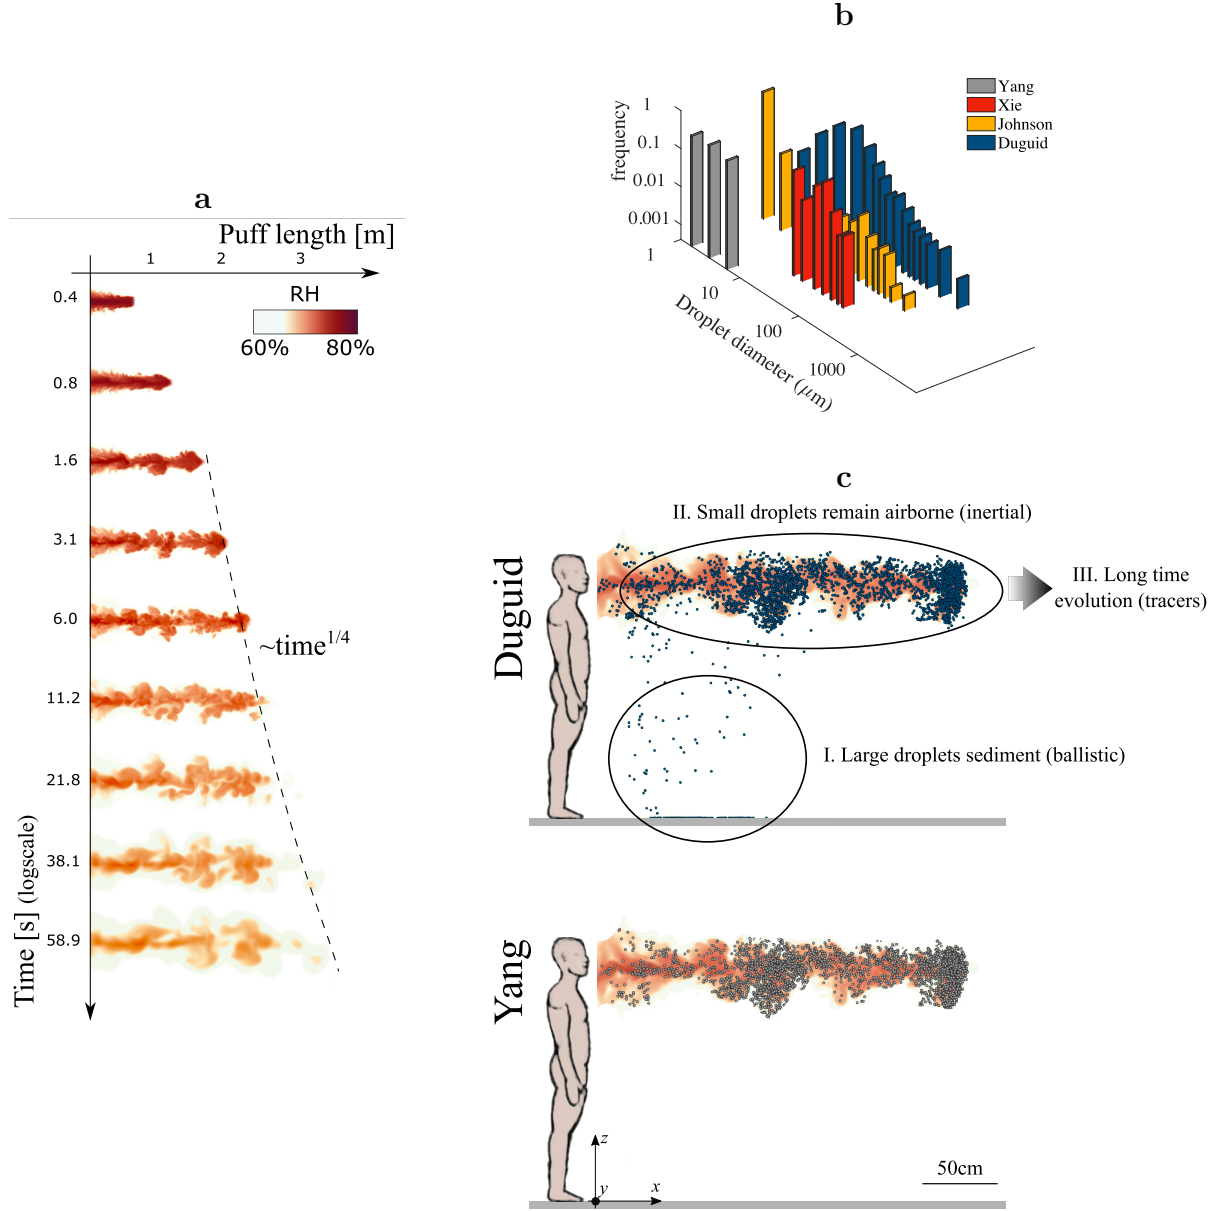 a
Puff length [m]
1 2 3
RH
60% 80%
0.4
0.8
1.6
3.1
6.0
11.2
21.8
38.1
58.9
~time^1/4
Time [s] (logscale)
b
Yang
Xie
Johnson
Duguid
frequency
1
0.1
0.01
0.001
1
10
100
1000
Droplet diameter (μm)
c
II. Small droplets remain airborne (inertial)
Duguid
III. Long time
evolution (tracers)
I. Large droplets sediment (ballistic)
Yang
z
y
x
50cm